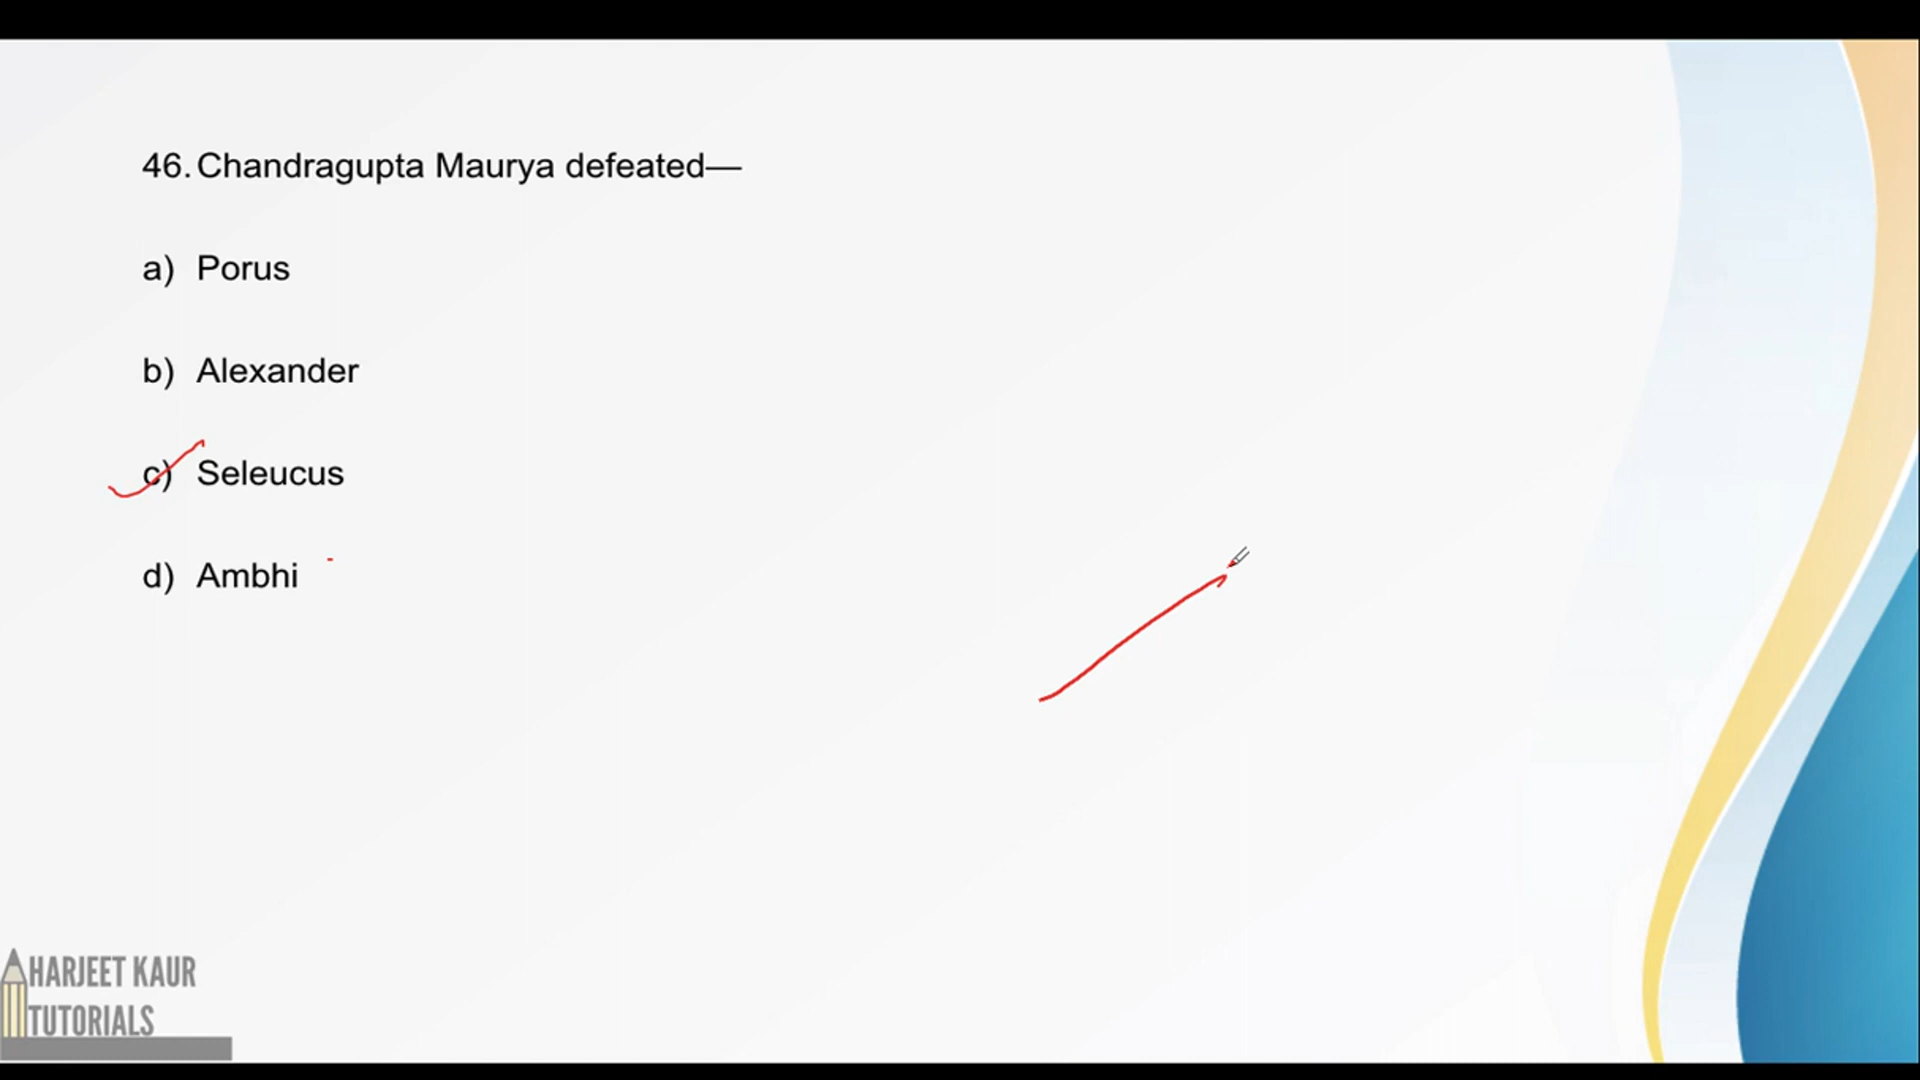 46. Chandragupta Maurya defeated—
a) Porus
b) Alexander
c) Seleucus
d) Ambhi
HARJEET KAUR
TUTORIALS